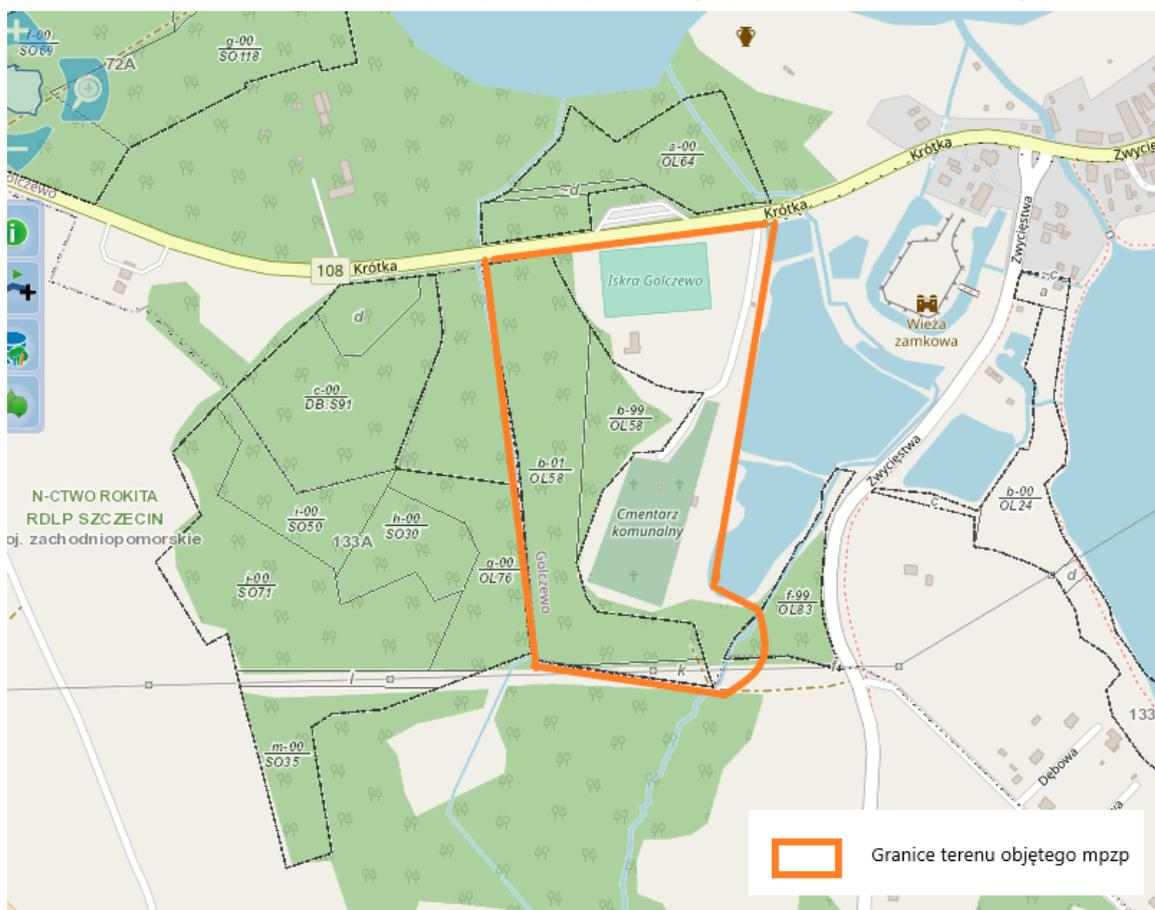 f-00
SO69
g-00
SO118
72A
a-00
OL64
d
Krótka
Zwycię
Golczewo
Krótka
108 Krótka
Iskra Golczewo
Zwycięstwa
c
a
Wieża
zamkowa
d
c-00
DB.S91
b-99
OL58
b-01
OL58
Zwycięstwa
N-CTWO ROKITA
RDLP SZCZECIN
oj. zachodniopomorskie
i-00
SO50
h-00
SO30
133A
Cmentarz
komunalny
c
b-00
OL24
j-00
SO71
g-00
OL76
Golczewo
f-99
OL83
d
l
k
m-00
SO35
133
Dębowa
wa
Granice terenu objętego mpzp